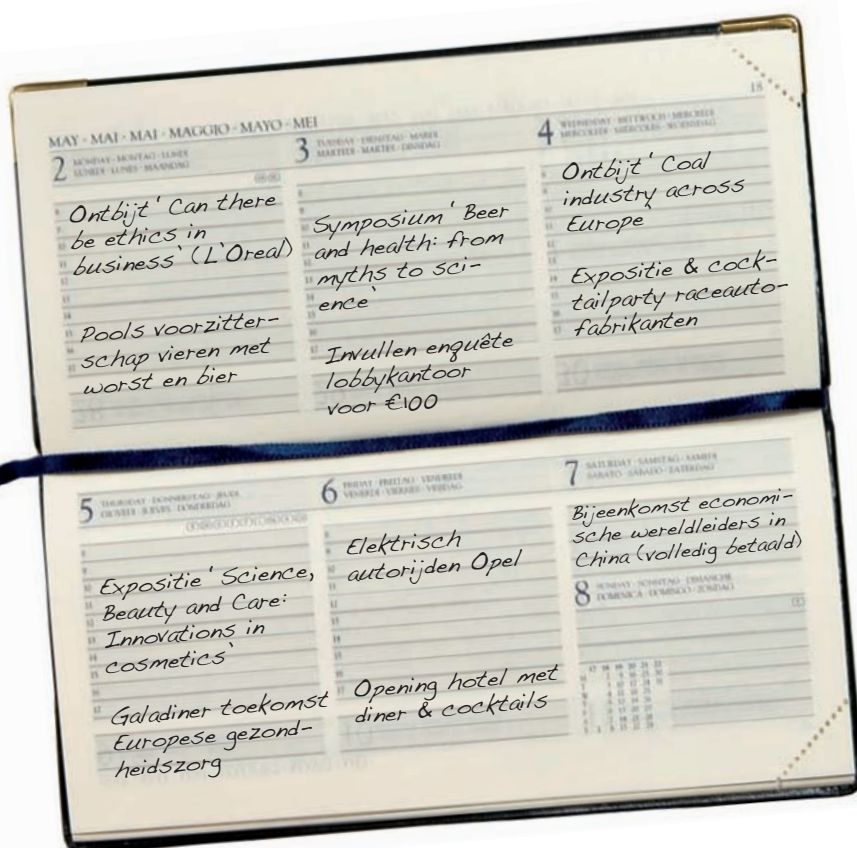 18
MAY - MAI - MAI - MAGGIO - MAYO - MEI
2 MONDAY - MONTAG - LUNDI
LUNEDI - LUNES - MAANDAG
Ontbijt' Can there
be ethics in
business' (L'Oreal)
Pools voorzitter-
schap vieren met
worst en bier
3 TUESDAY - DIENSTAG - MARDI
MARTEDI - MARTES - DINSDAG
Symposium' Beer
and health: from
myths to sci-
ence'
Invullen enquête
lobbykantoor
voor €100
4 WEDNESDAY - MITTWOCH - MERCREDI
MERCOLEDI - MIERCOLES - WOENSDAG
Ontbijt' Coal
industry across
Europe'
Expositie & cock-
tailparty raceauto-
fabrikanten
5 THURSDAY - DONNERSTAG - JEUDI
GIOVEDI - JUEVES - DONDERDAG
Expositie' Science,
Beauty and Care:
Innovations in
cosmetics'
Galadiner toekomst
Europese gezond-
heidszorg
6 FRIDAY - FREITAG - VENDREDI
VENERDI - VIERNES - VRIJDAG
Elektrisch
autorijden Opel
Opening hotel met
diner & cocktails
7 SATURDAY - SAMSTAG - SAMEDI
SABATO - SABADO - ZATERDAG
Bijeenkomst economi-
sche wereldleiders in
China (volledig betaald)
8 SUNDAY - SONNTAG - DIMANCHE
DOMENICA - DOMINGO - ZONDAG